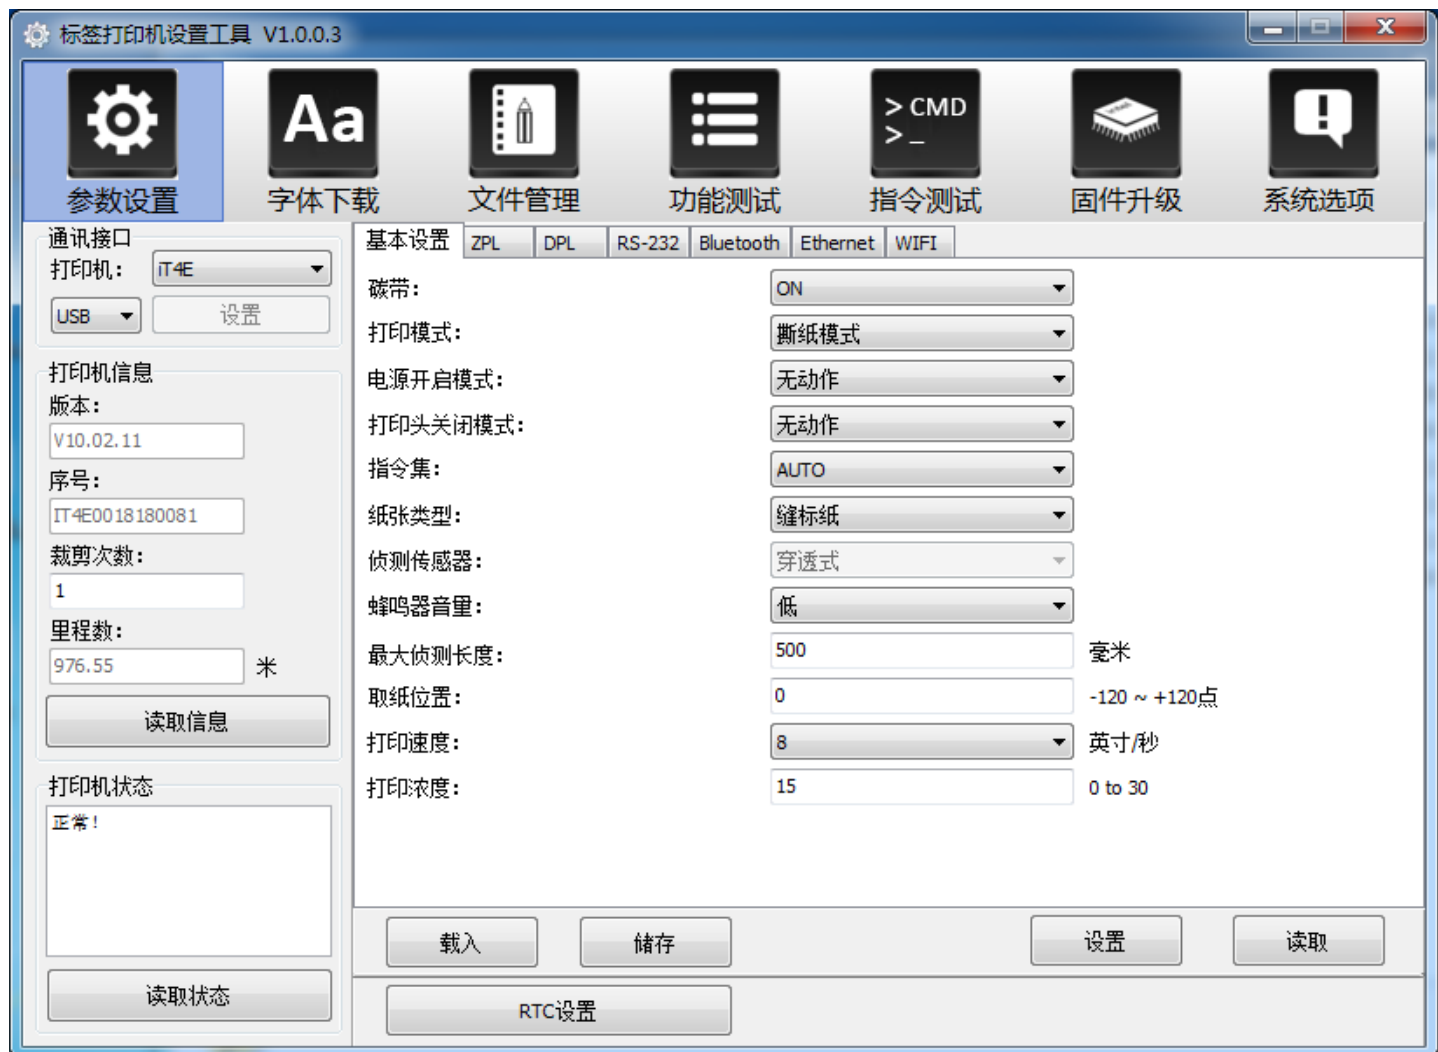 标签打印机设置工具 V1.0.0.3
Aa
> CMD
> _
参数设置 字体下载 文件管理 功能测试 指令测试 固件升级 系统选项
通讯接口
打印机： iT4E
USB 设置
打印机信息
版本：
V10.02.11
序号：
IT4E0018180081
裁剪次数：
1
里程数：
976.55 米
读取信息
打印机状态
正常!
读取状态
基本设置 ZPL DPL RS-232 Bluetooth Ethernet WIFI
碳带： ON
打印模式： 撕纸模式
电源开启模式： 无动作
打印头关闭模式： 无动作
指令集： AUTO
纸张类型： 缝标纸
侦测传感器： 穿透式
蜂鸣器音量： 低
最大侦测长度： 500 毫米
取纸位置： 0 -120 ~ +120点
打印速度： 8 英寸/秒
打印浓度： 15 0 to 30
载入 储存 设置 读取
RTC设置